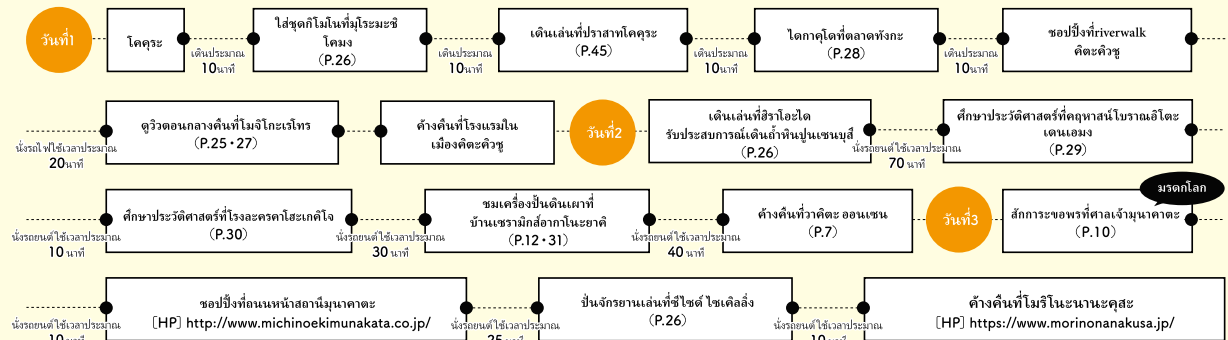 วันที่1
โคคุระ
เดินประมาณ
10นาที
ใส่ชุดกิโมโนที่มุโระมะชิ
โคมง
(P.26)
เดินประมาณ
10นาที
เดินเล่นที่ปราสาทโคคุระ
(P.45)
เดินประมาณ
10นาที
ไดกาคุโดที่ตลาดทังกะ
(P.28)
เดินประมาณ
10นาที
ชอปปิ้งที่riverwalk
คิตะคิวชู
นั่งรถไฟใช้เวลาประมาณ
20นาที
ดูวิวตอนกลางคืนที่โมจิโกะเรโทร
(P.25・27)
ค้างคืนที่โรงแรมใน
เมืองคิตะคิวชู
วันที่2
เดินเล่นที่ฮิราโอะได
รับประสบการณ์เดินถ้ำหินปูนเซนบุสึ
(P.26)
นั่งรถยนต์ใช้เวลาประมาณ
70 นาที
ศึกษาประวัติศาสตร์ที่คฤหาสน์โบราณอิโตะ
เดนเอมง
(P.29)
นั่งรถยนต์ใช้เวลาประมาณ
10 นาที
ศึกษาประวัติศาสตร์ที่โรงละครคาโฮะเกคิโจ
(P.30)
นั่งรถยนต์ใช้เวลาประมาณ
30 นาที
ชมเครื่องปั้นดินเผาที่
บ้านเซรามิกส์อากาโนะยาคิ
(P.12・31)
นั่งรถยนต์ใช้เวลาประมาณ
40 นาที
ค้างคืนที่วาคิตะ ออนเซน
(P.7)
วันที่3
มรดกโลก
สักการะขอพรที่ศาลเจ้ามุนาคาตะ
(P.10)
นั่งรถยนต์ใช้เวลาประมาณ
10 นาที
ชอปปิ้งที่ถนนหน้าสถานีมุนาคาตะ
[HP] http://www.michinoekimunakata.co.jp/
นั่งรถยนต์ใช้เวลาประมาณ
25 นาที
ปั่นจักรยานเล่นที่ซีไซด์ ไซเคิลลิ่ง
(P.26)
นั่งรถยนต์ใช้เวลาประมาณ
10 นาที
ค้างคืนที่โมริโนะนานะคุสะ
[HP] https://www.morinonanakusa.jp/